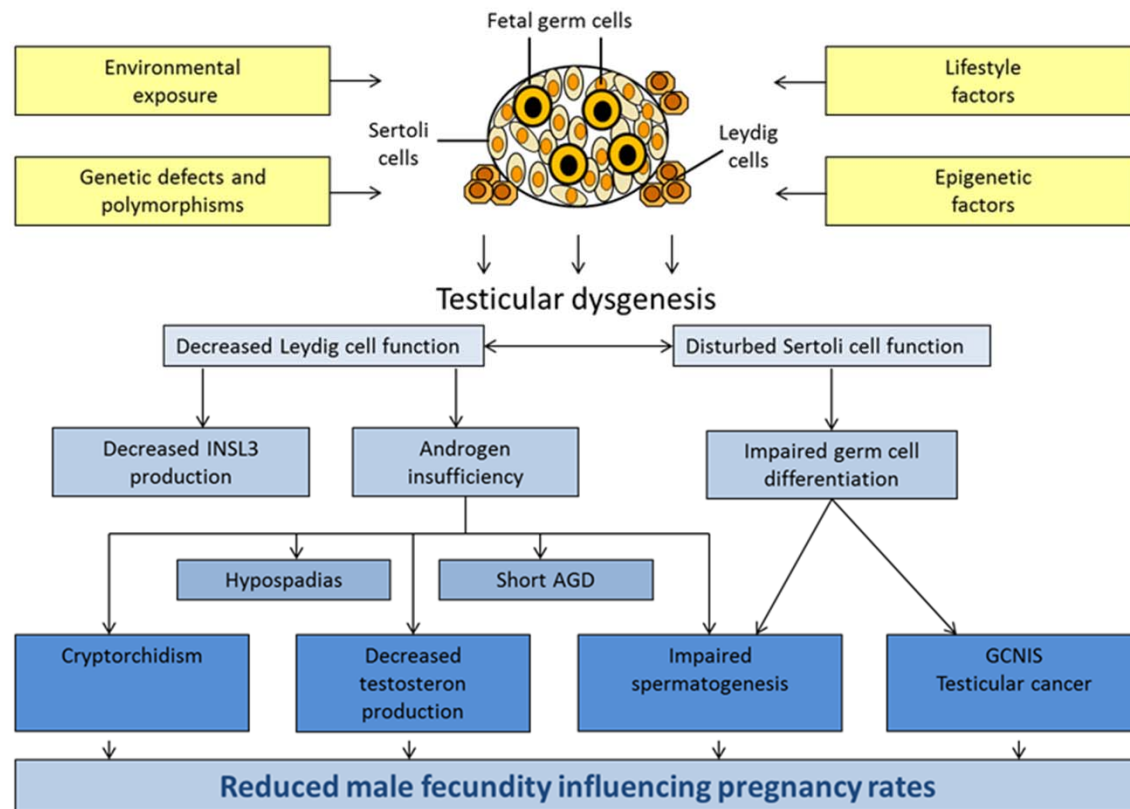 Fetal germ cells
Environmental
exposure
Lifestyle
factors
Sertoli
cells
Leydig
cells
Genetic defects and
polymorphisms
Epigenetic
factors
Testicular dysgenesis
Decreased Leydig cell function
Disturbed Sertoli cell function
Decreased INSL3
production
Androgen
insufficiency
Impaired germ cell
differentiation
Hypospadias
Short AGD
Cryptorchidism
Decreased
testosteron
production
Impaired
spermatogenesis
GCNIS
Testicular cancer
Reduced male fecundity influencing pregnancy rates